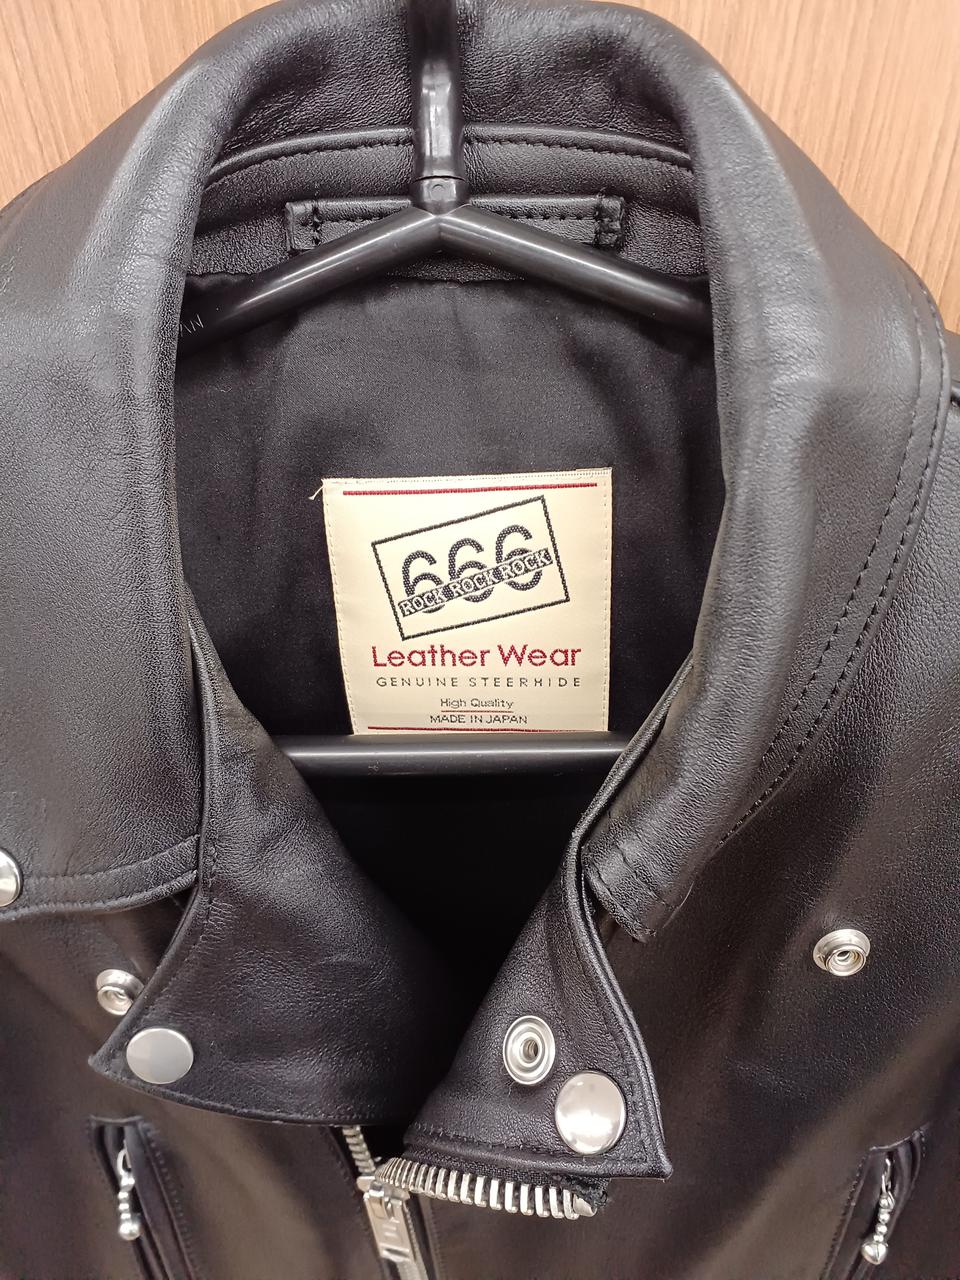 666
ROCK ROCK ROCK
Leather Wear
GENUINE STEERHIDE
High Quality
MADE IN JAPAN